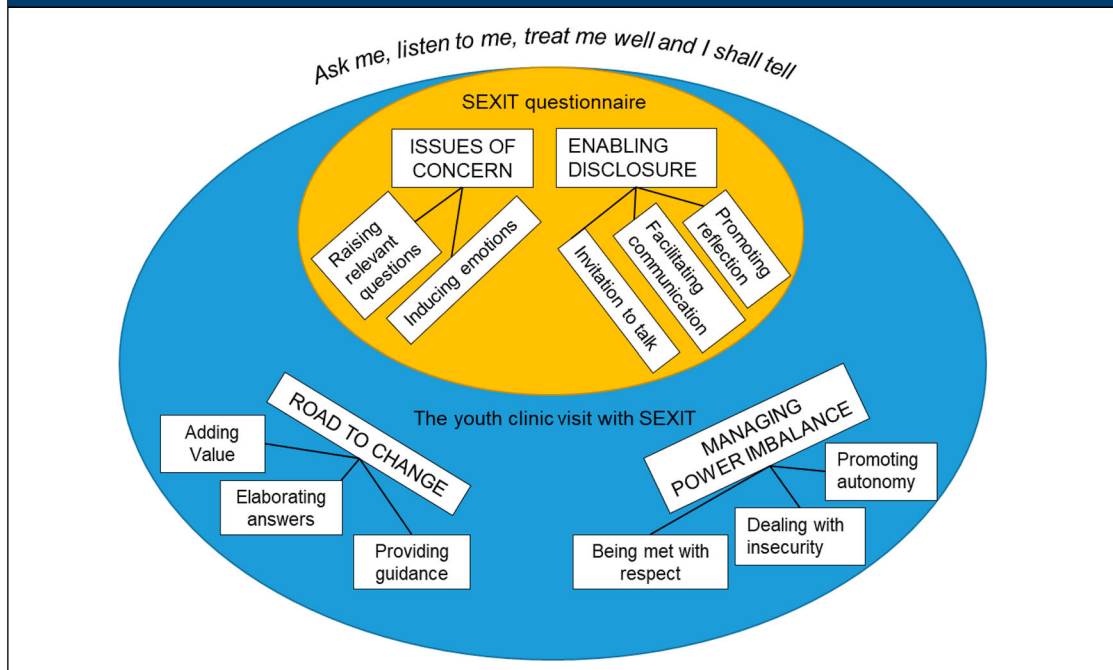 Ask me, listen to me, treat me well and I shall tell
SEXIT questionnaire
ISSUES OF
CONCERN
ENABLING
DISCLOSURE
Raising
relevant
questions
Inducing emotions
Invitation to talk
Facilitating
communication
Promoting
reflection
The youth clinic visit with SEXIT
ROAD TO CHANGE
Adding
Value
Elaborating
answers
Providing
guidance
MANAGING
POWER IMBALANCE
Being met with
respect
Dealing with
insecurity
Promoting
autonomy